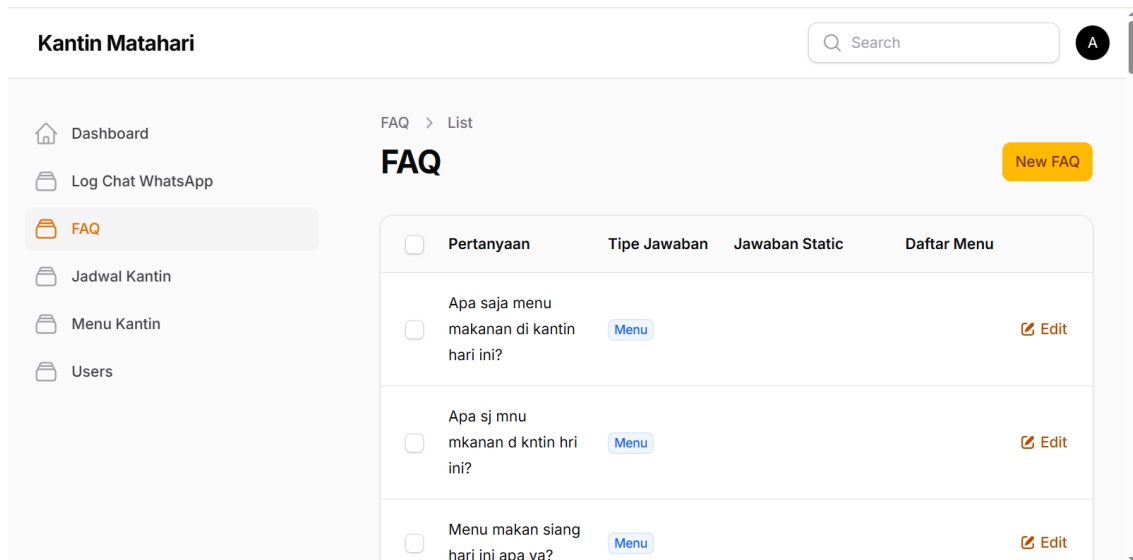 Kantin Matahari
Search
A
Dashboard
Log Chat WhatsApp
FAQ
Jadwal Kantin
Menu Kantin
Users
FAQ > List
FAQ
New FAQ
Pertanyaan Tipe Jawaban Jawaban Static Daftar Menu
Apa saja menu
makanan di kantin
hari ini?
Menu
Edit
Apa sj mnu
mkanan d kntin hri
ini?
Menu
Edit
Menu makan siang
hari ini apa ya?
Menu
Edit